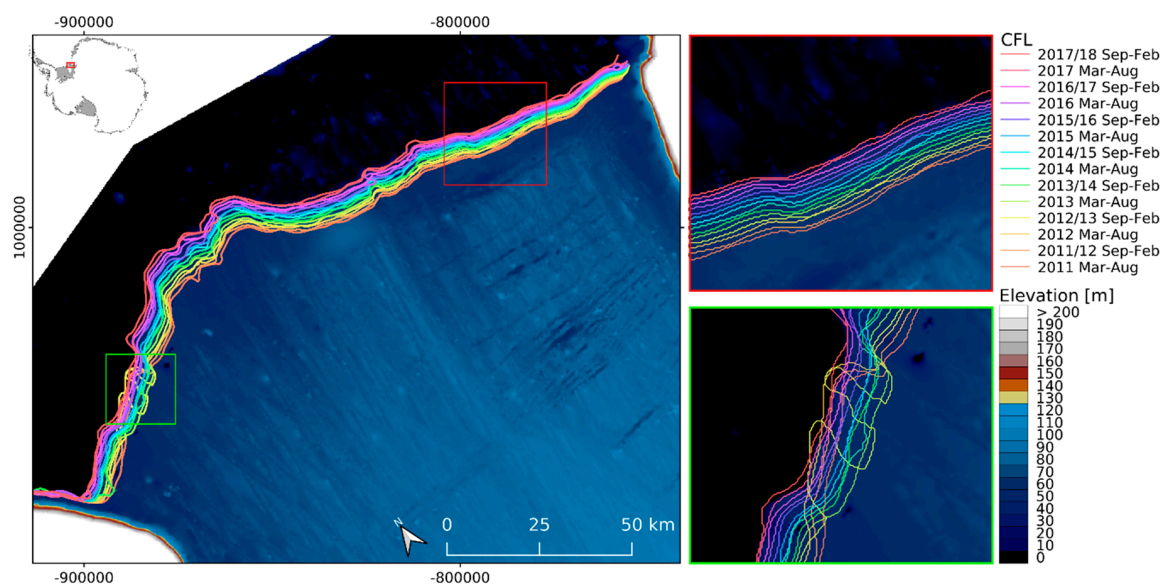 -900000
-800000
1000000
N
0
25
50 km
-900000
-800000
CFL
2017/18 Sep-Feb
2017 Mar-Aug
2016/17 Sep-Feb
2016 Mar-Aug
2015/16 Sep-Feb
2015 Mar-Aug
2014/15 Sep-Feb
2014 Mar-Aug
2013/14 Sep-Feb
2013 Mar-Aug
2012/13 Sep-Feb
2012 Mar-Aug
2011/12 Sep-Feb
2011 Mar-Aug
Elevation [m]
> 200
190
180
170
160
150
140
130
120
110
100
90
80
70
60
50
40
30
20
10
0